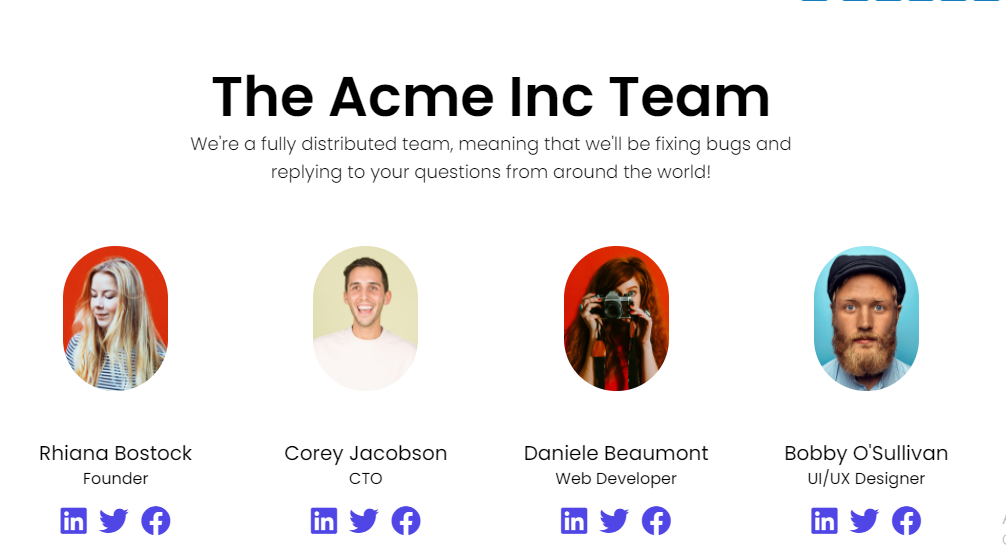 The Acme Inc Team
We're a fully distributed team, meaning that we'll be fixing bugs and
replying to your questions from around the world!
Rhiana Bostock
Founder
Corey Jacobson
CTO
Daniele Beaumont
Web Developer
Bobby O'Sullivan
UI/UX Designer